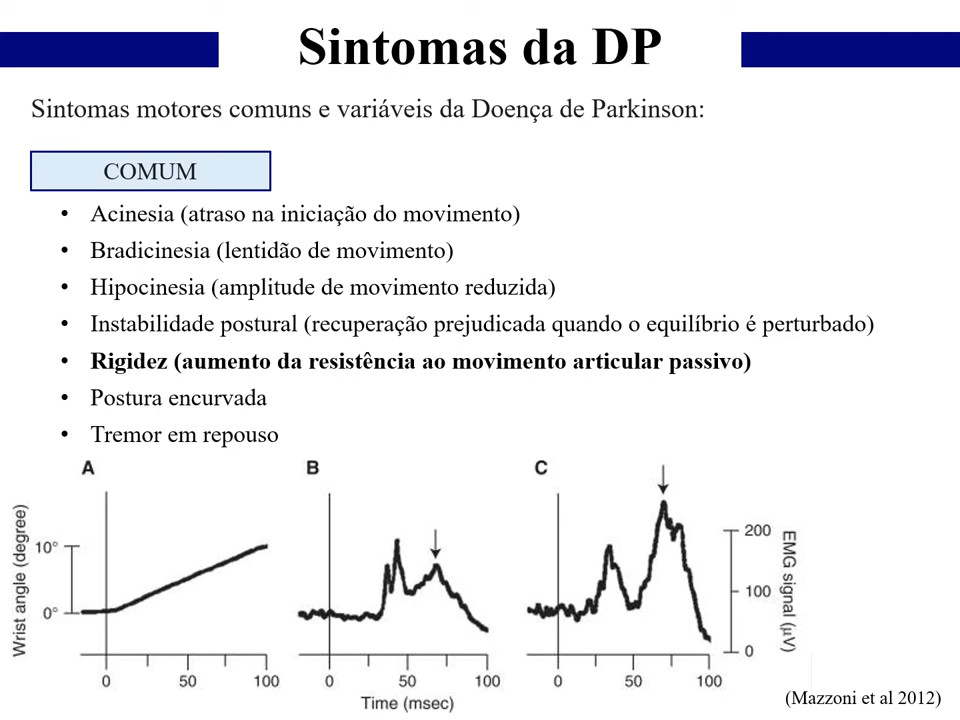 Sintomas da DP
Sintomas motores comuns e variáveis da Doença de Parkinson:
COMUM
• Acinesia (atraso na iniciação do movimento)
• Bradicinesia (lentidão de movimento)
• Hipocinesia (amplitude de movimento reduzida)
• Instabilidade postural (recuperação prejudicada quando o equilíbrio é perturbado)
• Rigidez (aumento da resistência ao movimento articular passivo)
• Postura encurvada
• Tremor em repouso
A
B
C
Wrist angle (degree)
10°
0°
0 50 100
0 50 100
0 50 100
Time (msec)
200
100
0
EMG signal (μV)
(Mazzoni et al 2012)